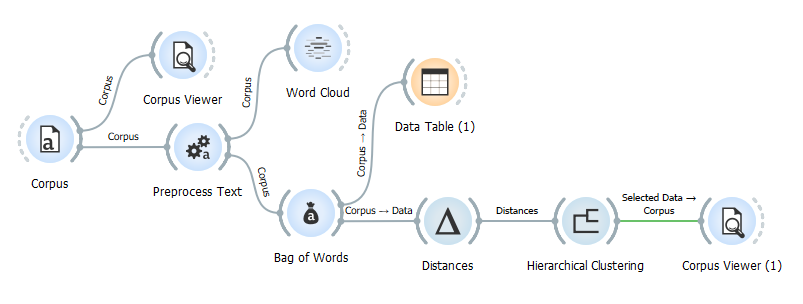 Corpus
Corpus
Corpus Viewer
Corpus
Preprocess Text
Corpus
Word Cloud
Corpus
Bag of Words
Corpus → Data
Data Table (1)
Corpus → Data
Distances
Distances
Hierarchical Clustering
Selected Data →
Corpus
Corpus Viewer (1)
a
a
a